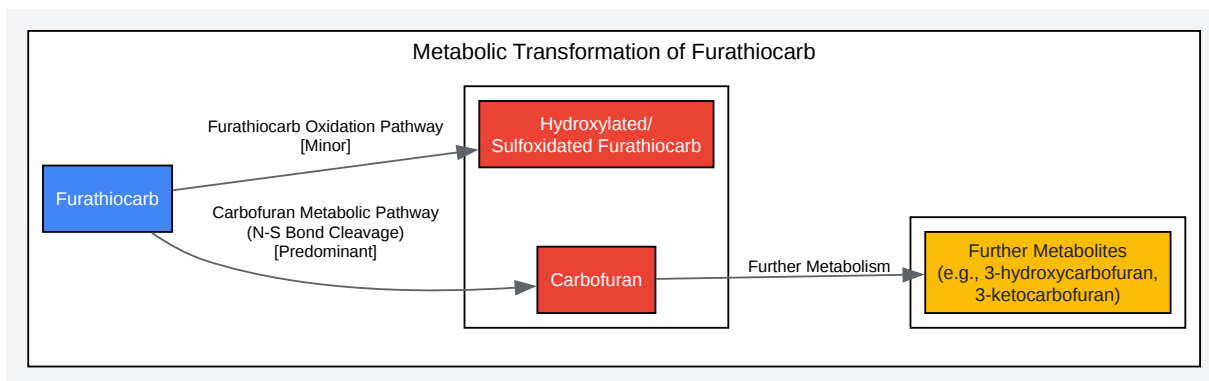 Metabolic Transformation of Furathiocarb
Furathiocarb Oxidation Pathway
[Minor]
Hydroxylated/
Sulfoxidated Furathiocarb
Furathiocarb
Carbofuran Metabolic Pathway
(N-S Bond Cleavage)
[Predominant]
Carbofuran
Further Metabolism
Further Metabolites
(e.g., 3-hydroxycarbofuran,
3-ketocarbofuran)